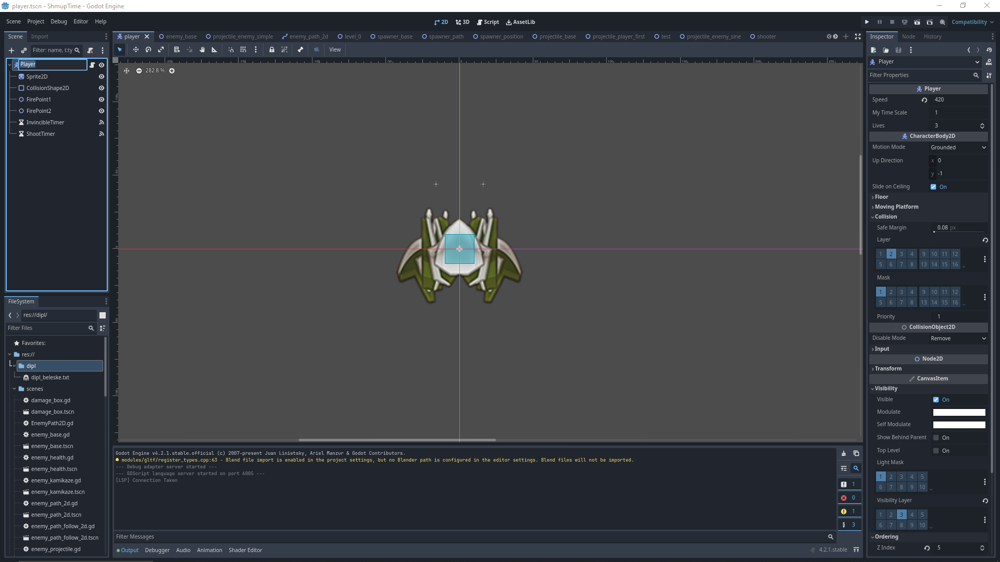 player.tscn - ShmupTime - Godot Engine
Scene Project Debug Editor Help
2D 3D Script AssetLib
Compatibility
Scene Import
player enemy_base projectile_enemy_simple enemy_path_2d level_0 spawner_base spawner_path spawner_position projectile_base projectile_player_first test projectile_enemy_sine shooter
Inspector Node History
Filter: name, t:ty
View
Player
Sprite2D
CollisionShape2D
FirePoint1
FirePoint2
InvincibleTimer
ShootTimer
282.8 %
FileSystem
res://dipl/
Filter Files
Favorites:
res://
dipl
dipl_beleske.txt
scenes
damage_box.gd
damage_box.tscn
EnemyPath2D.gd
enemy_base.gd
enemy_base.tscn
enemy_health.gd
enemy_health.tscn
enemy_kamikaze.gd
enemy_kamikaze.tscn
enemy_path_2d.gd
enemy_path_2d.tscn
enemy_path_follow_2d.gd
enemy_path_follow_2d.tscn
enemy_projectile.gd
Godot Engine v4.2.1.stable.official (c) 2007-present Juan Linietsky, Ariel Manzur & Godot Contributors.
modules/gltf/register_types.cpp:63 - Blend file import is enabled in the project settings, but no Blender path is configured in the editor settings. Blend files will not be imported.
--- Debug adapter server started ---
--- GDScript language server started on port 6005 ---
[LSP] Connection Taken
1
0
1
3
Filter Messages
Output Debugger Audio Animation Shader Editor
4.2.1.stable
Player
Filter Properties
Player
Speed 420
My Time Scale 1
Lives 3
CharacterBody2D
Motion Mode Grounded
Up Direction x 0
y -1
Slide on Ceiling On
Floor
Moving Platform
Collision
Safe Margin 0.08 px
Layer
1 2 3 4 9 10 11 12
5 6 7 8 13 14 15 16
Mask
1 2 3 4 9 10 11 12
5 6 7 8 13 14 15 16
Priority 1
CollisionObject2D
Disable Mode Remove
Input
Node2D
Transform
CanvasItem
Visibility
Visible On
Modulate
Self Modulate
Show Behind Parent On
Top Level On
Light Mask
1 2 3 4 5
6 7 8 9 10
Visibility Layer
1 2 3 4 5
6 7 8 9 10
Ordering
Z Index 5